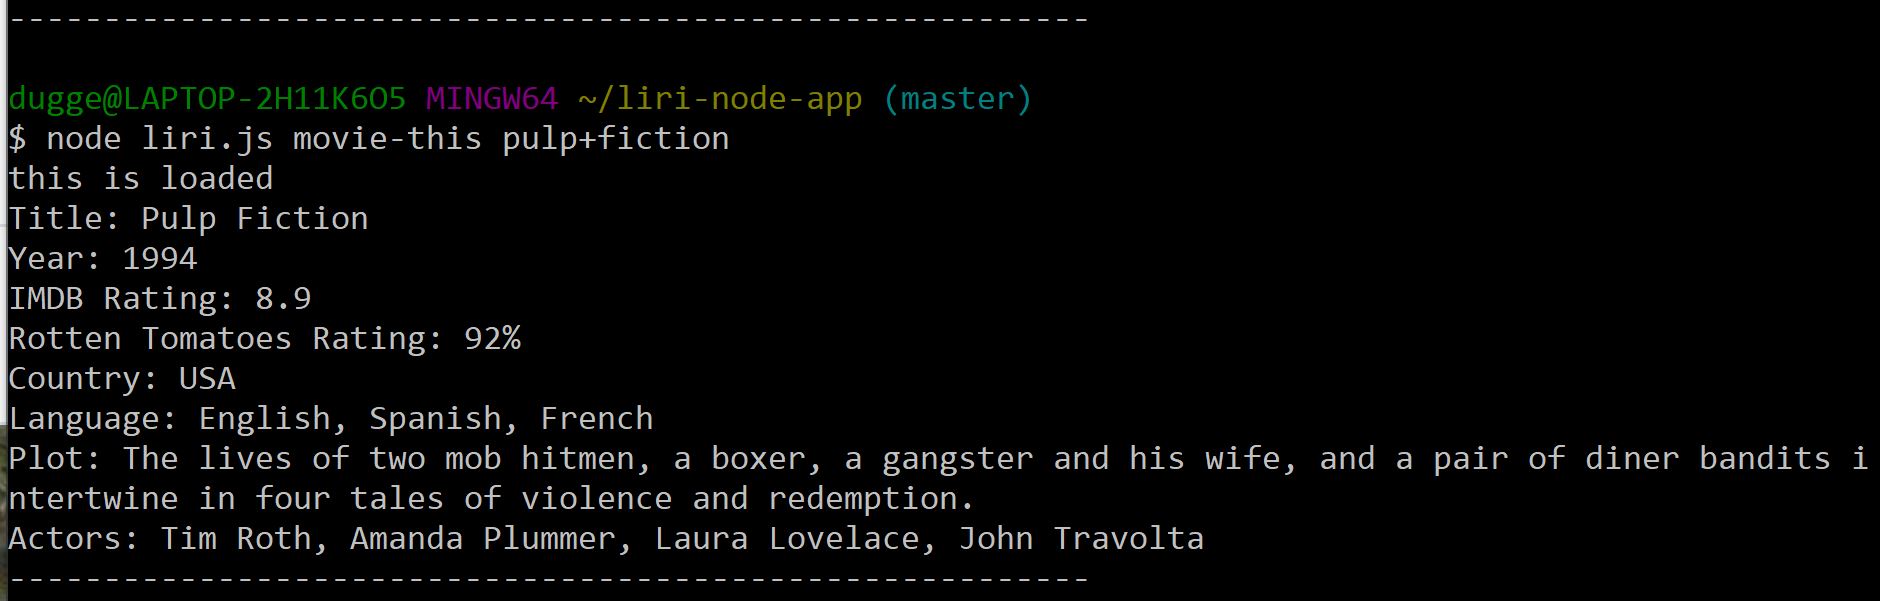 ---------------------------------------------------------
dugge@LAPTOP-2H11K6O5 MINGW64 ~/liri-node-app (master)
$ node liri.js movie-this pulp+fiction
this is loaded
Title: Pulp Fiction
Year: 1994
IMDB Rating: 8.9
Rotten Tomatoes Rating: 92%
Country: USA
Language: English, Spanish, French
Plot: The lives of two mob hitmen, a boxer, a gangster and his wife, and a pair of diner bandits i
ntertwine in four tales of violence and redemption.
Actors: Tim Roth, Amanda Plummer, Laura Lovelace, John Travolta
---------------------------------------------------------